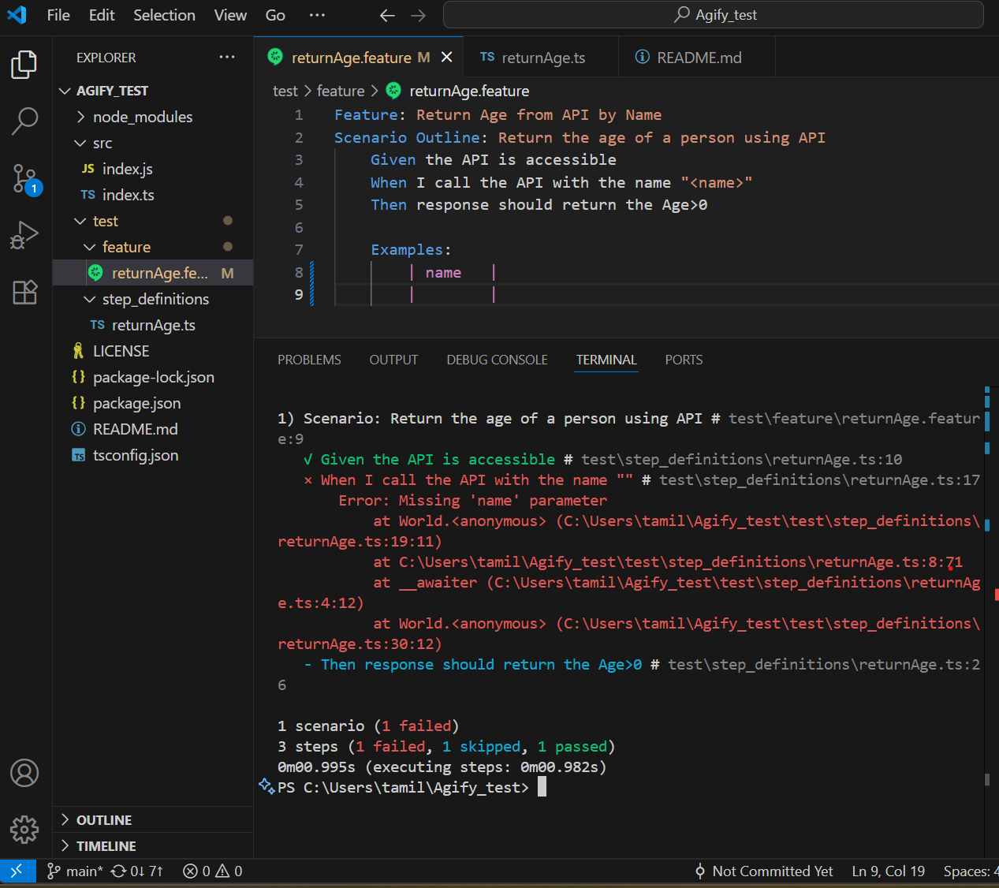 File Edit Selection View Go ··· Agify_test
EXPLORER ···
AGIFY_TEST
node_modules
src
JS index.js
TS index.ts
test
feature
returnAge.fe... M
step_definitions
TS returnAge.ts
LICENSE
{} package-lock.json
{} package.json
README.md
TS tsconfig.json
OUTLINE
TIMELINE
1
returnAge.feature M
TS returnAge.ts
README.md
test > feature > returnAge.feature
1 Feature: Return Age from API by Name
2 Scenario Outline: Return the age of a person using API
3 Given the API is accessible
4 When I call the API with the name "<name>"
5 Then response should return the Age>0
6
7 Examples:
8 | name |
9 | |
PROBLEMS OUTPUT DEBUG CONSOLE TERMINAL PORTS
1) Scenario: Return the age of a person using API # test\feature\returnAge.featur
e:9
√ Given the API is accessible # test\step_definitions\returnAge.ts:10
× When I call the API with the name "" # test\step_definitions\returnAge.ts:17
Error: Missing 'name' parameter
at World.<anonymous> (C:\Users\tamil\Agify_test\test\step_definitions\
returnAge.ts:19:11)
at C:\Users\tamil\Agify_test\test\step_definitions\returnAge.ts:8:71
at __awaiter (C:\Users\tamil\Agify_test\test\step_definitions\returnAg
e.ts:4:12)
at World.<anonymous> (C:\Users\tamil\Agify_test\test\step_definitions\
returnAge.ts:30:12)
- Then response should return the Age>0 # test\step_definitions\returnAge.ts:2
6
1 scenario (1 failed)
3 steps (1 failed, 1 skipped, 1 passed)
0m00.995s (executing steps: 0m00.982s)
PS C:\Users\tamil\Agify_test>
main* 0↓ 7↑ 0 0 Not Committed Yet Ln 9, Col 19 Spaces: 4